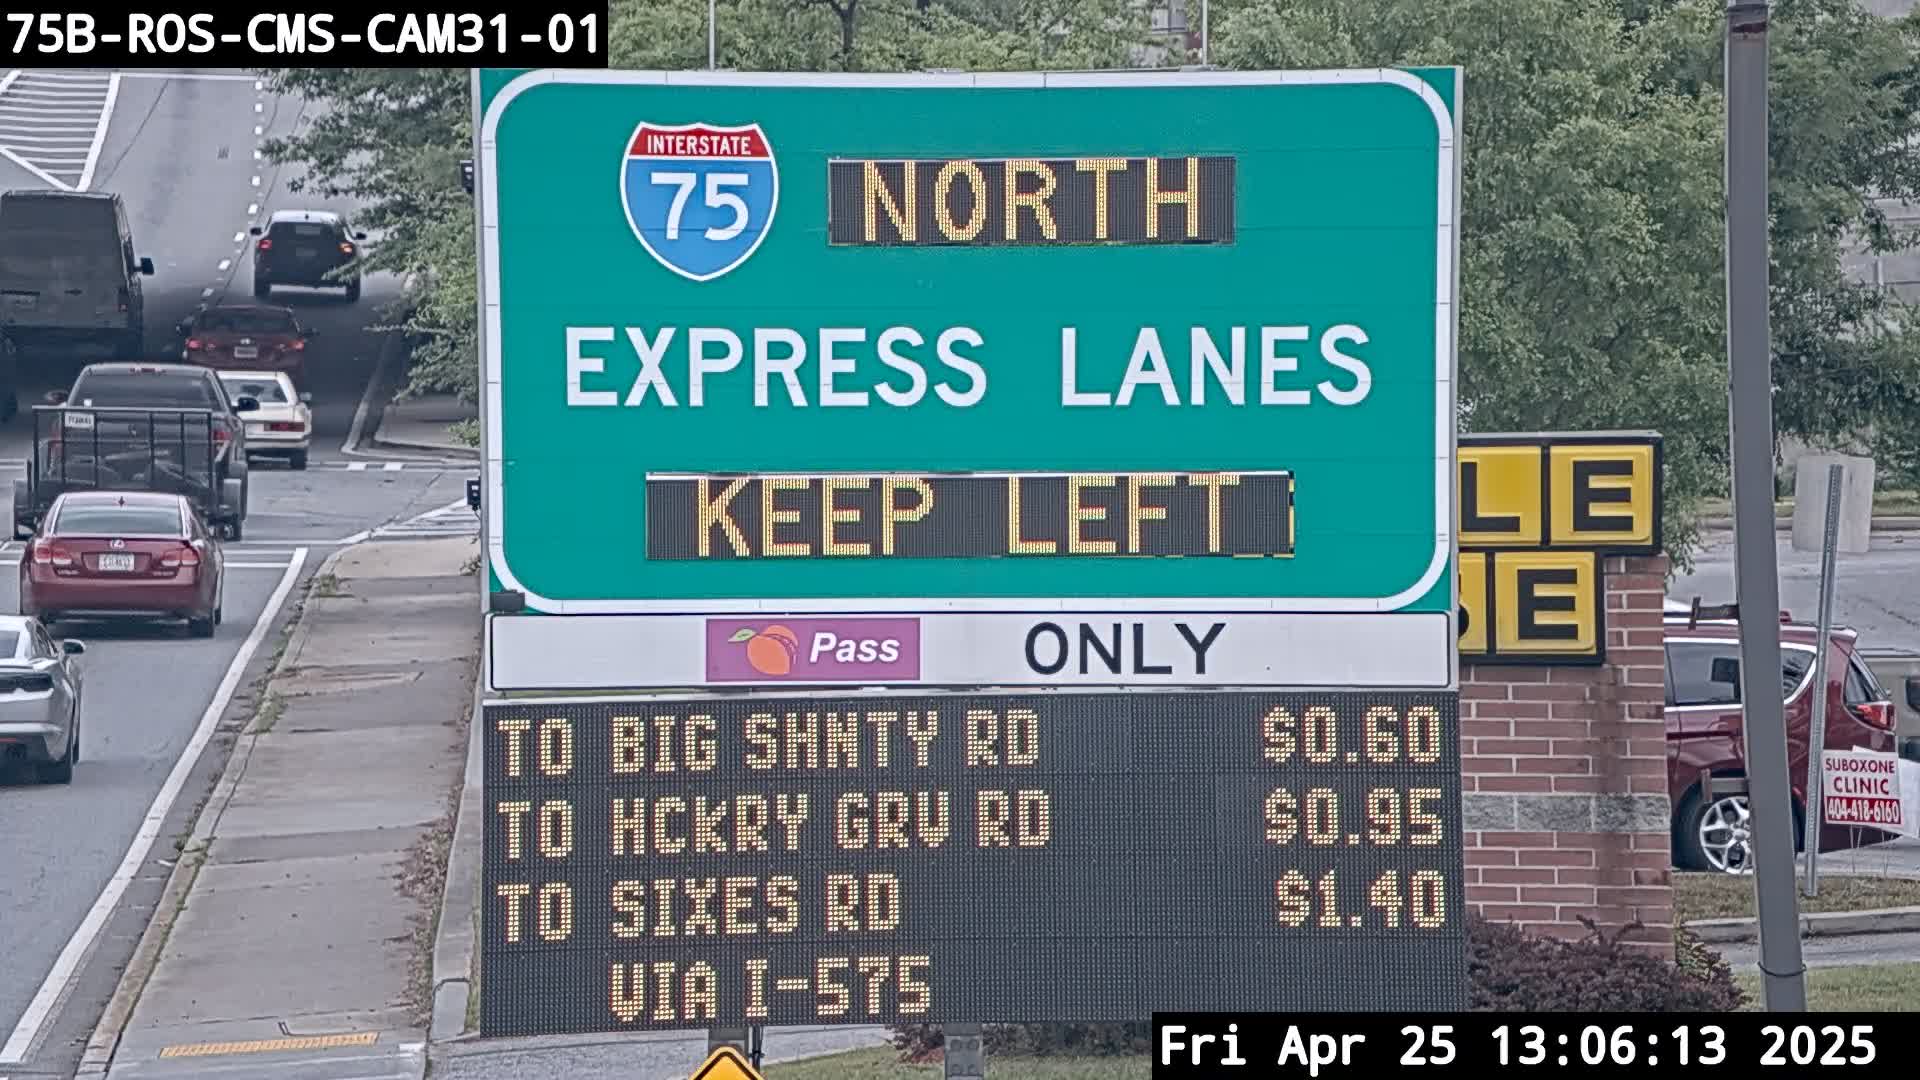 75B-ROS-CMS-CAM31-01
INTERSTATE
75
NORTH
EXPRESS LANES
KEEP LEFT
Pass ONLY
TO BIG SHNTY RD $0.60
TO HCKRY GRV RD $0.95
TO SIXES RD $1.40
VIA I-575
LE
E
SUBOXONE
CLINIC
404-418-6160
Fri Apr 25 13:06:13 2025